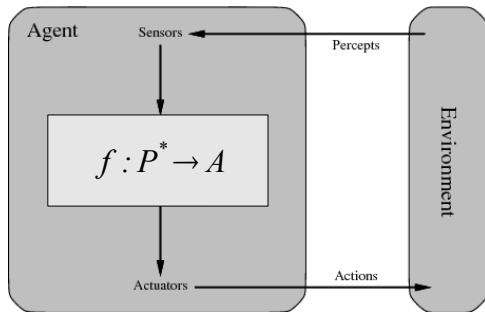 Agent
Sensors
Percepts
f : P* → A
Environment
Actuators
Actions